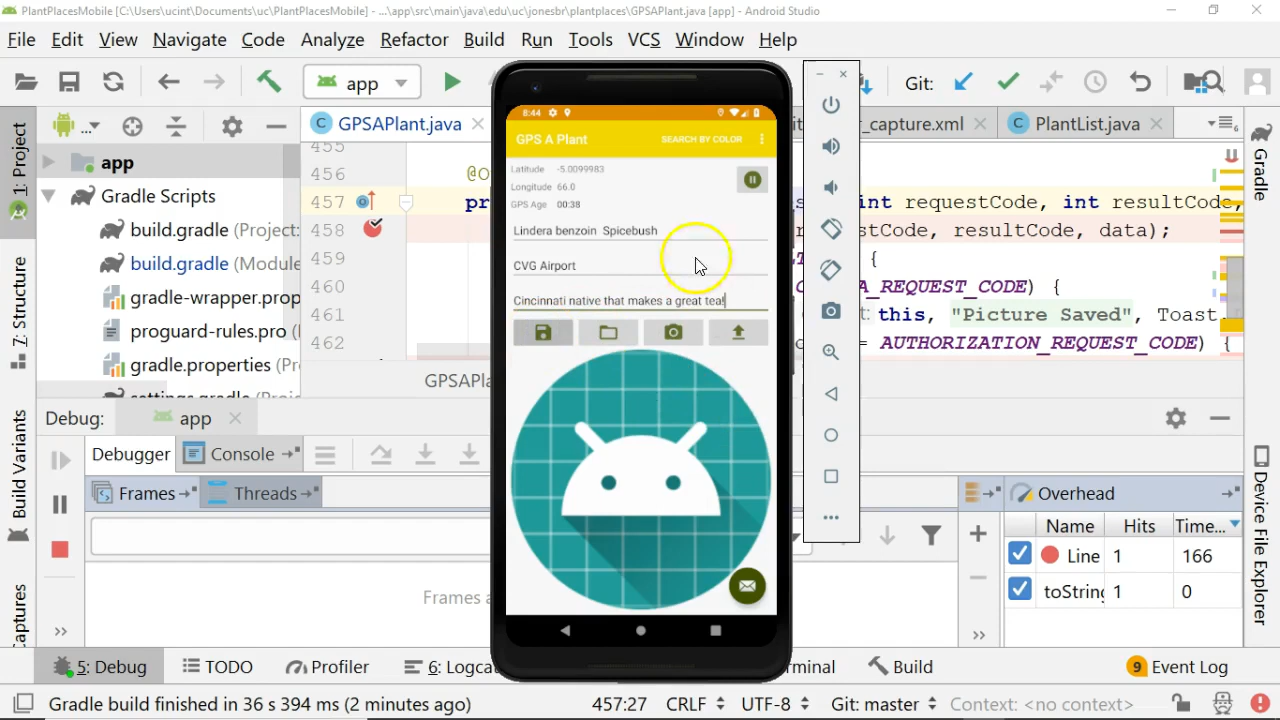 PlantPlacesMobile [C:\Users\ucint\Documents\uc\PlantPlacesMobile] - ...\app\src\main\java\edu\uc\jonesbr\plantplaces\GPSAPlant.java [app] - Android Studio
File Edit View Navigate Code Analyze Refactor Build Run Tools VCS Window Help
app
Git:
1: Project
7: Structure
Build Variants
Captures
app
Gradle Scripts
build.gradle (Project:
build.gradle (Module
gradle-wrapper.prop
proguard-rules.pro
gradle.properties
settings.gradle
GPSAPlant.java
_capture.xml
PlantList.java
455
456
457
458
459
460
461
462
@O
int requestCode, int resultCode,
estCode, resultCode, data);
{
A_REQUEST_CODE) {
this, "Picture Saved", Toast.
= AUTHORIZATION_REQUEST_CODE) {
GPSAPla
8:44
GPS A Plant
SEARCH BY COLOR
Latitude -5.0099983
Longitude 66.0
GPS Age 00:38
Lindera benzoin Spicebush
CVG Airport
Cincinnati native that makes a great tea!
Gradle
Device File Explorer
Debug: app
Debugger Console
Frames Threads
Frames a
Overhead
Name Hits Time...
Line 1 166
toString 1 0
5: Debug TODO Profiler 6: Logca rminal Build 9 Event Log
Gradle build finished in 36 s 394 ms (2 minutes ago)
457:27 CRLF UTF-8 Git: master Context: <no context>